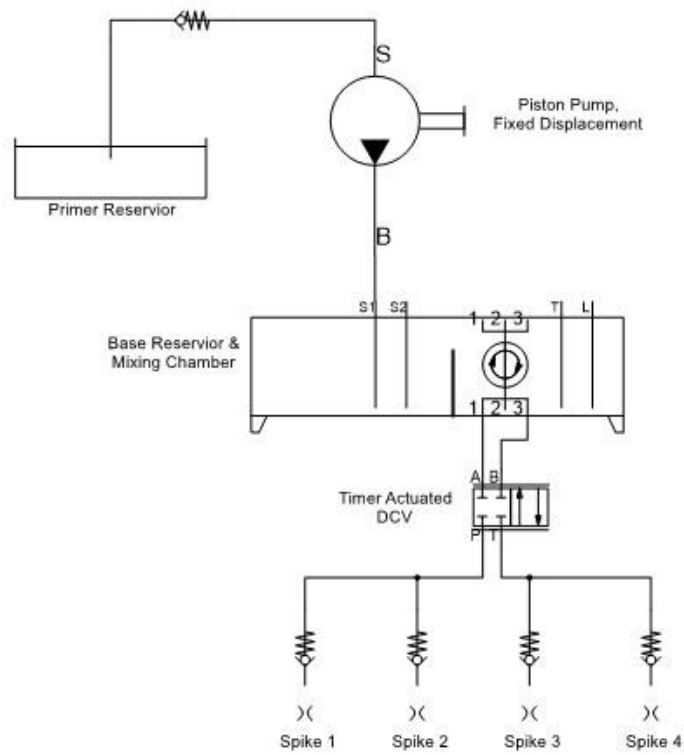 S
Piston Pump,
Fixed Displacement
Primer Reservior
B
S1 S2 1 2 3 T L
Base Reservior &
Mixing Chamber
1 2 3
A B
Timer Actuated
DCV
P T
Spike 1 Spike 2 Spike 3 Spike 4